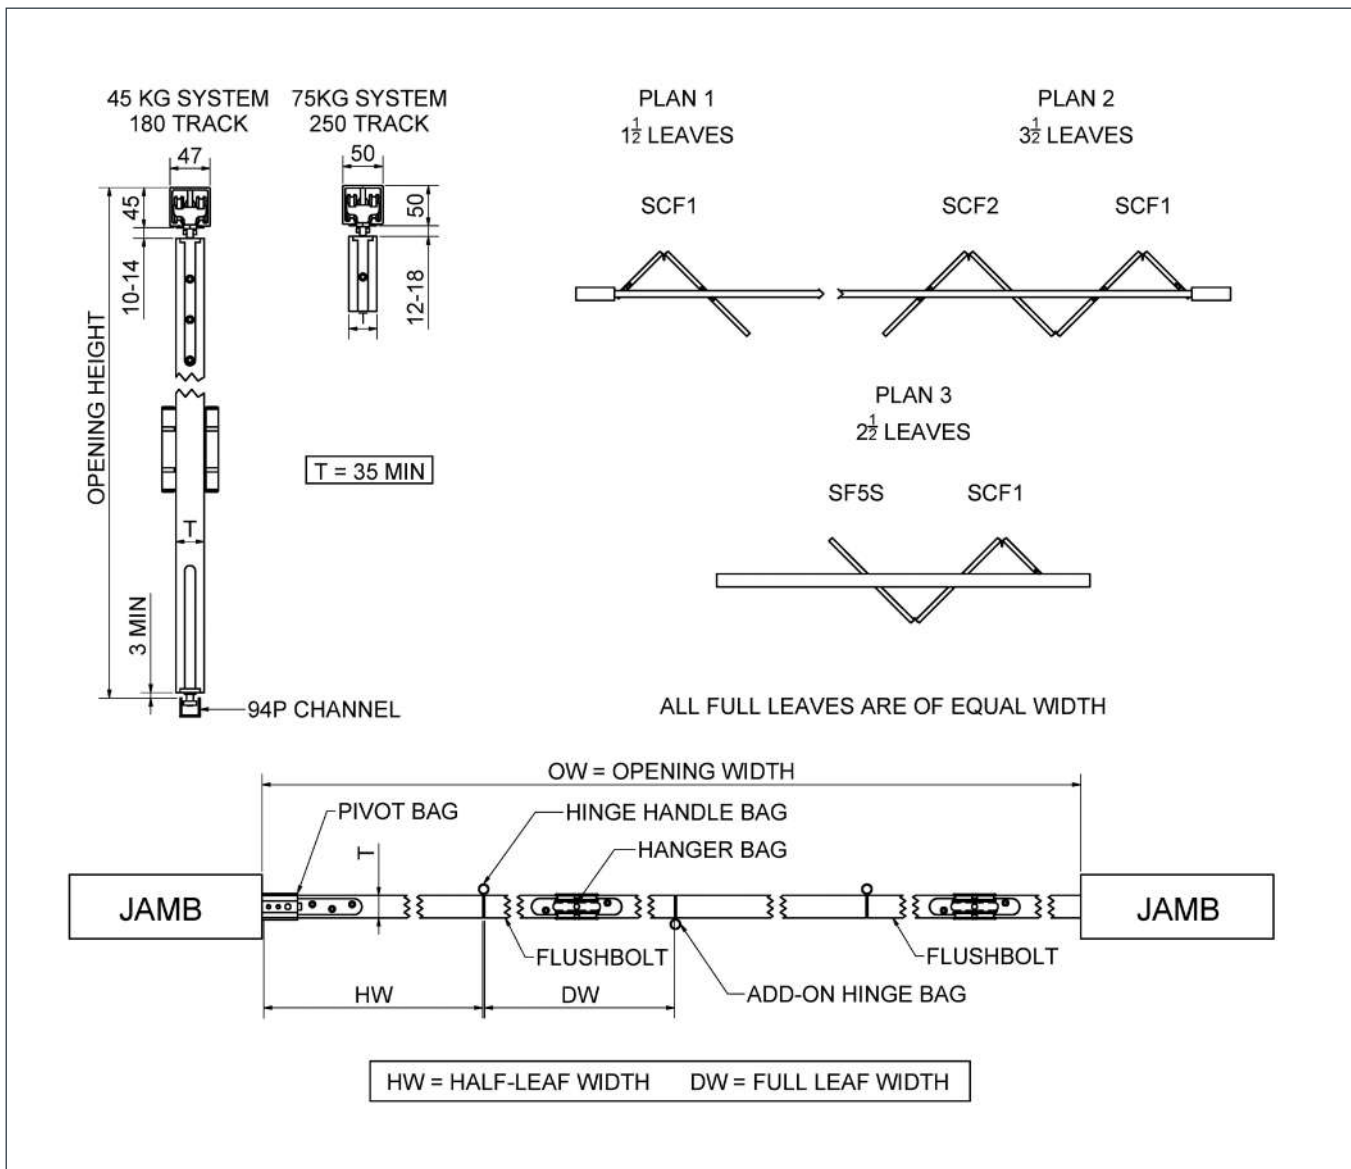 45 KG SYSTEM
180 TRACK
75KG SYSTEM
250 TRACK
47
50
45
50
10-14
12-18
T
OPENING HEIGHT
T = 35 MIN
T
3 MIN
94P CHANNEL
PLAN 1
1½ LEAVES
SCF1
PLAN 2
3½ LEAVES
SCF2
SCF1
PLAN 3
2½ LEAVES
SF5S
SCF1
ALL FULL LEAVES ARE OF EQUAL WIDTH
OW = OPENING WIDTH
PIVOT BAG
HINGE HANDLE BAG
T
HANGER BAG
JAMB
JAMB
FLUSHBOLT
FLUSHBOLT
HW
DW
ADD-ON HINGE BAG
HW = HALF-LEAF WIDTH DW = FULL LEAF WIDTH